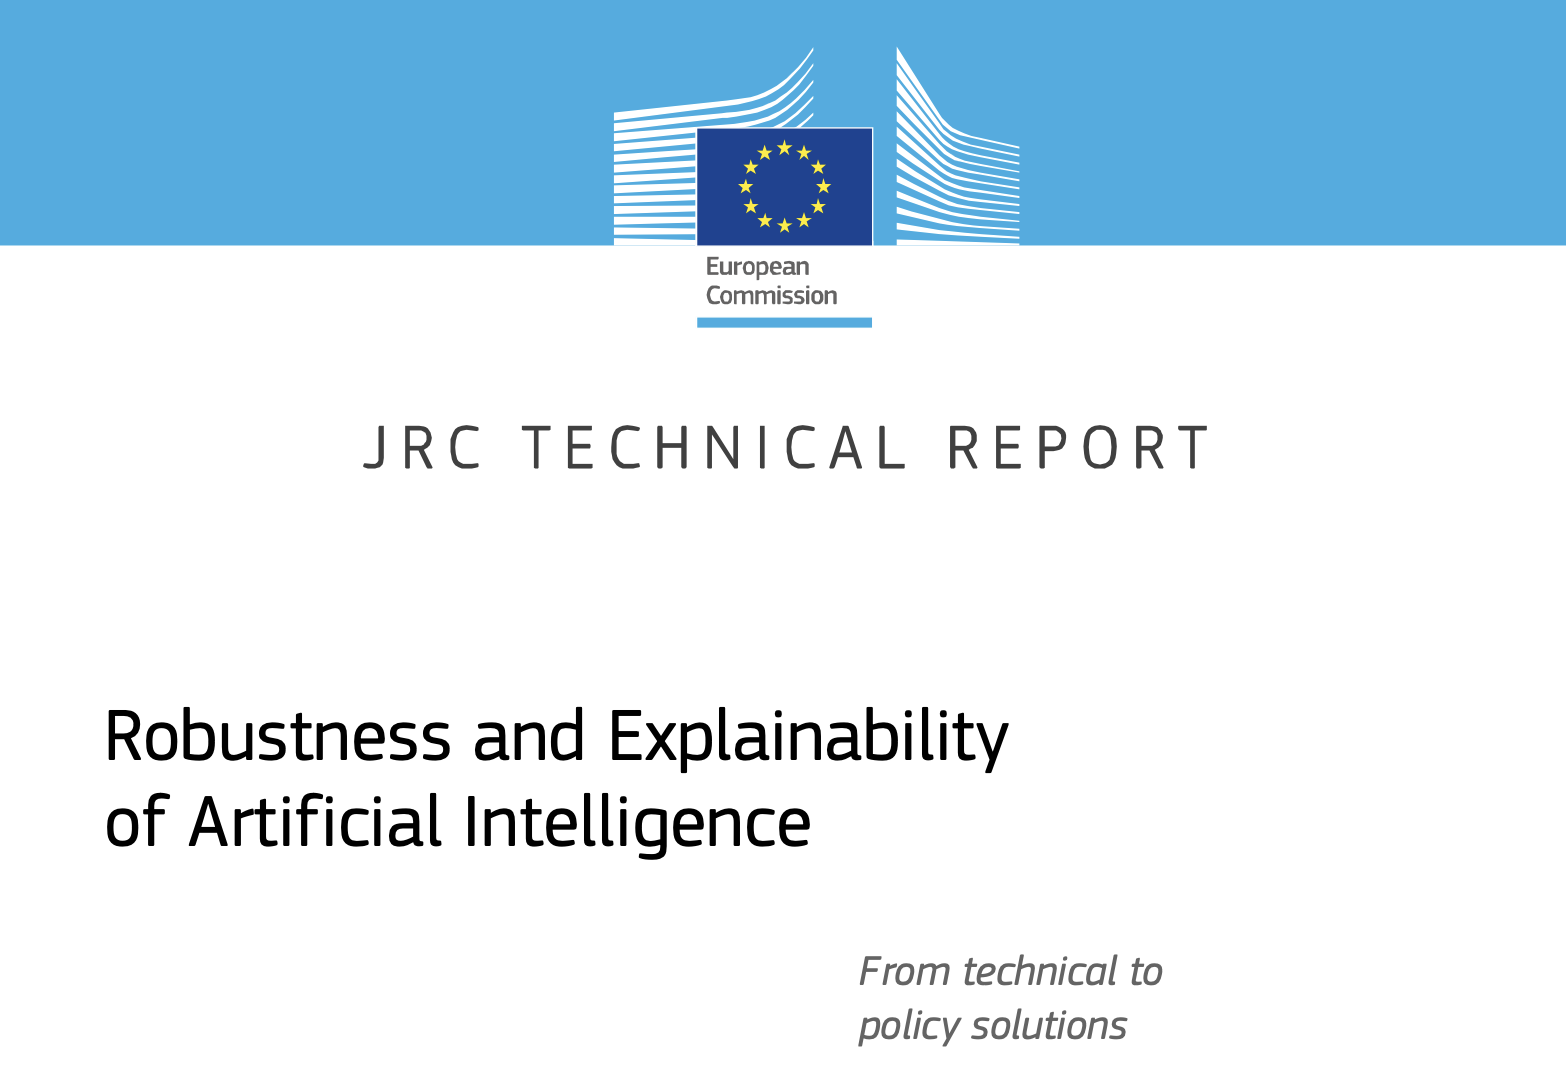 European
Commission
JRC TECHNICAL REPORT
Robustness and Explainability
of Artificial Intelligence
From technical to
policy solutions